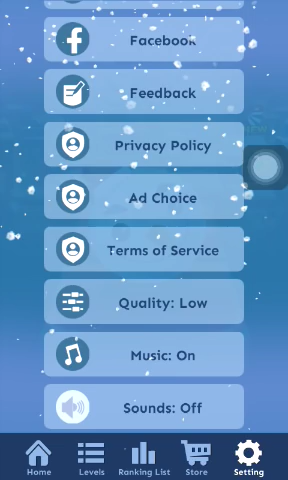 Facebook
Feedback
Privacy Policy
Ad Choice
Terms of Service
Quality: Low
Music: On
Sounds: Off
Home
Levels
Ranking List
Store
Setting